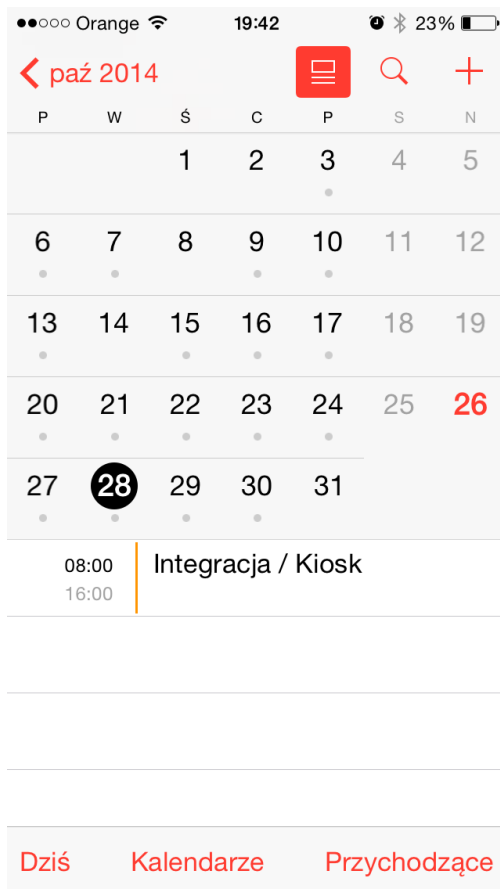 Orange 19:42 23%
paź 2014
P W Ś C P S N
1 2 3 4 5
6 7 8 9 10 11 12
13 14 15 16 17 18 19
20 21 22 23 24 25 26
27 28 29 30 31
08:00 Integracja / Kiosk
16:00
Dziś Kalendarze Przychodzące